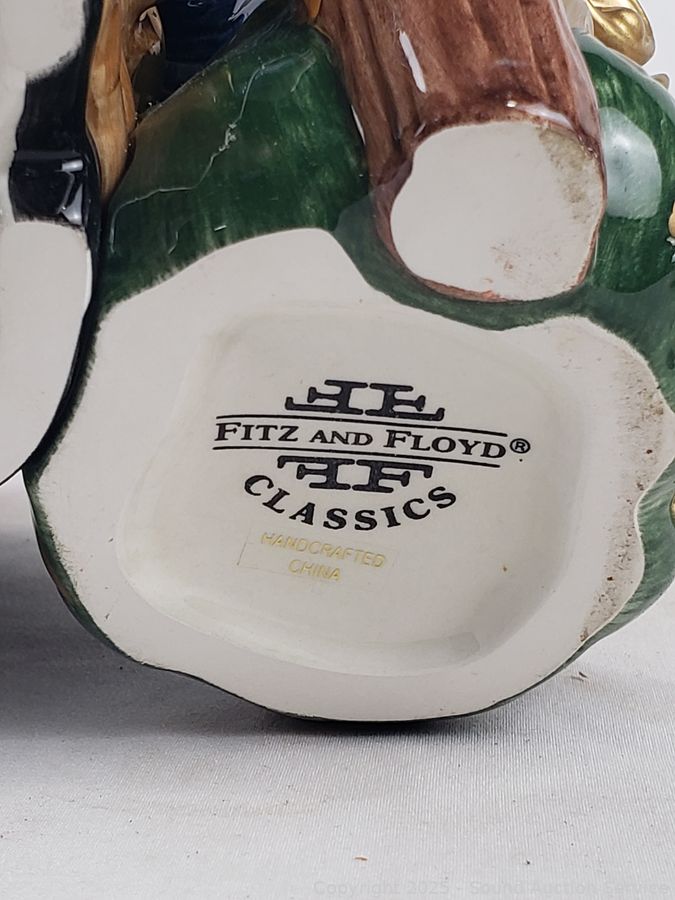 FITZ AND FLOYD®
CLASSICS
HANDCRAFTED
CHINA
Copyright 2025 - Sound Auction Service